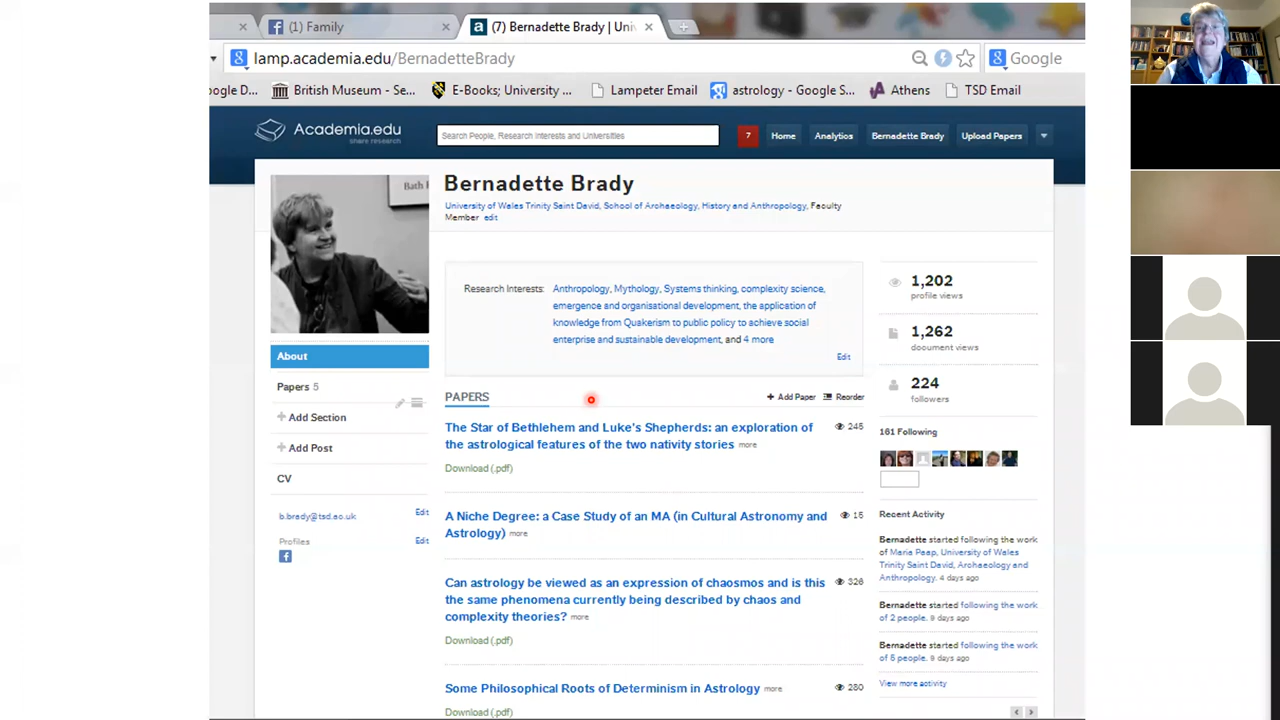 (1) Family
(7) Bernadette Brady | Univ
lamp.academia.edu/BernadetteBrady
Google
oogle D...
British Museum - Se...
E-Books; University ...
Lampeter Email
astrology - Google S...
Athens
TSD Email
Academia.edu
share research
Search People, Research Interests and Universities
7
Home
Analytics
Bernadette Brady
Upload Papers
Bath
Bernadette Brady
University of Wales Trinity Saint David, School of Archaeology, History and Anthropology, Faculty
Member edit
Research Interests: Anthropology, Mythology, Systems thinking, complexity science,
emergence and organisational development, the application of
knowledge from Quakerism to public policy to achieve social
enterprise and sustainable development, and 4 more
Edit
About
Papers 5
Add Section
Add Post
CV
b.brady@tsd.ac.uk Edit
Profiles Edit
PAPERS
Add Paper Reorder
The Star of Bethlehem and Luke's Shepherds: an exploration of
the astrological features of the two nativity stories more
245
Download (.pdf)
A Niche Degree: a Case Study of an MA (in Cultural Astronomy and
Astrology) more
15
Can astrology be viewed as an expression of chaosmos and is this
the same phenomena currently being described by chaos and
complexity theories? more
326
Download (.pdf)
Some Philosophical Roots of Determinism in Astrology more
280
Download (.pdf)
1,202
profile views
1,262
document views
224
followers
161 Following
Recent Activity
Bernadette started following the work
of Maria Paap, University of Wales
Trinity Saint David, Archaeology and
Anthropology. 4 days ago
Bernadette started following the work
of 2 people. 9 days ago
Bernadette started following the work
of 5 people. 9 days ago
View more activity